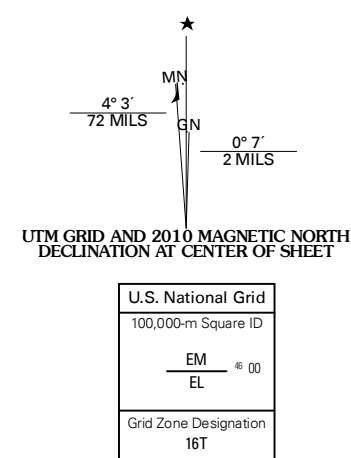 ★
MN
4° 3´
72 MILS
GN
0° 7´
2 MILS
UTM GRID AND 2010 MAGNETIC NORTH
DECLINATION AT CENTER OF SHEET
U.S. National Grid
100,000-m Square ID
EM
46 00
EL
Grid Zone Designation
16T